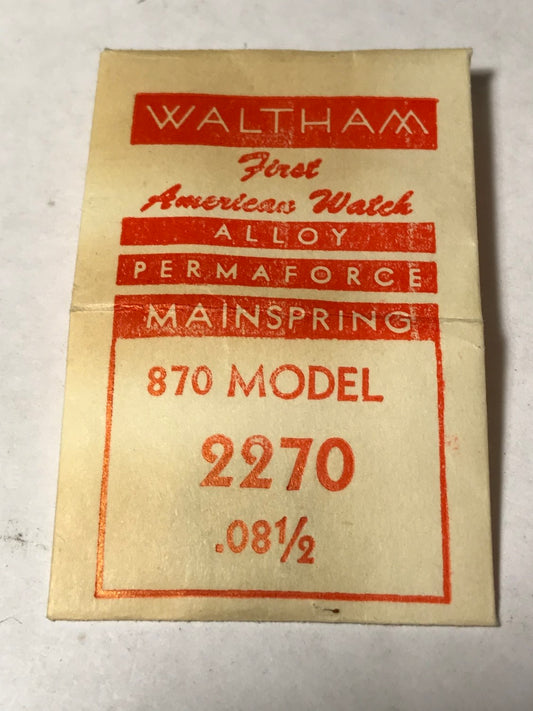 WALTHAM
First
American Watch
ALLOY
PERMAFORCE
MAINSPRING
870 MODEL
2270
.08½